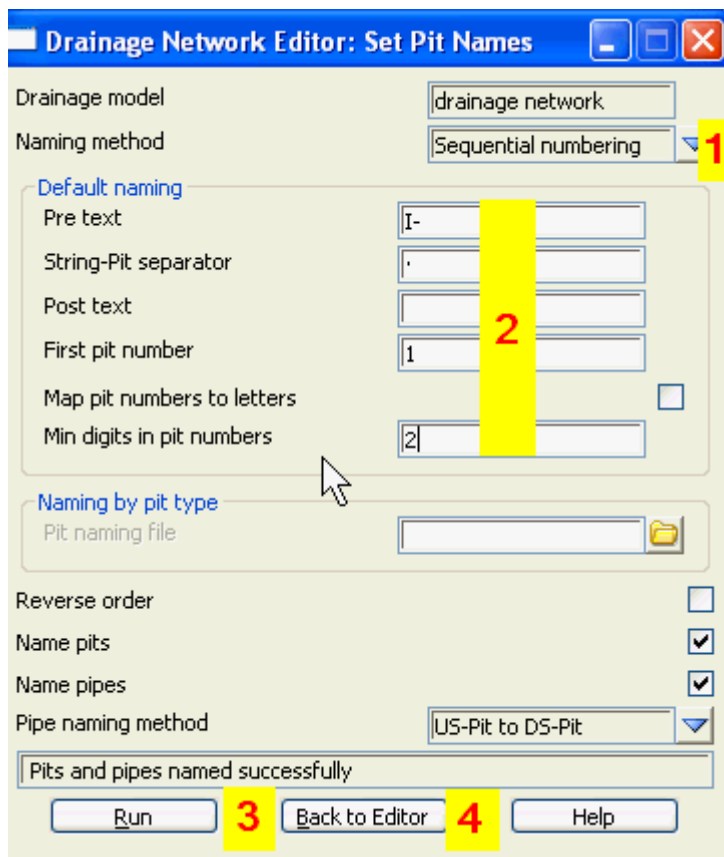 Drainage Network Editor: Set Pit Names
Drainage model drainage network
Naming method Sequential numbering 1
Default naming
Pre text I-
String-Pit separator .
Post text
2
First pit number 1
Map pit numbers to letters
Min digits in pit numbers 2
Naming by pit type
Pit naming file
Reverse order
Name pits
Name pipes
Pipe naming method US-Pit to DS-Pit
Pits and pipes named successfully
Run 3 Back to Editor 4 Help